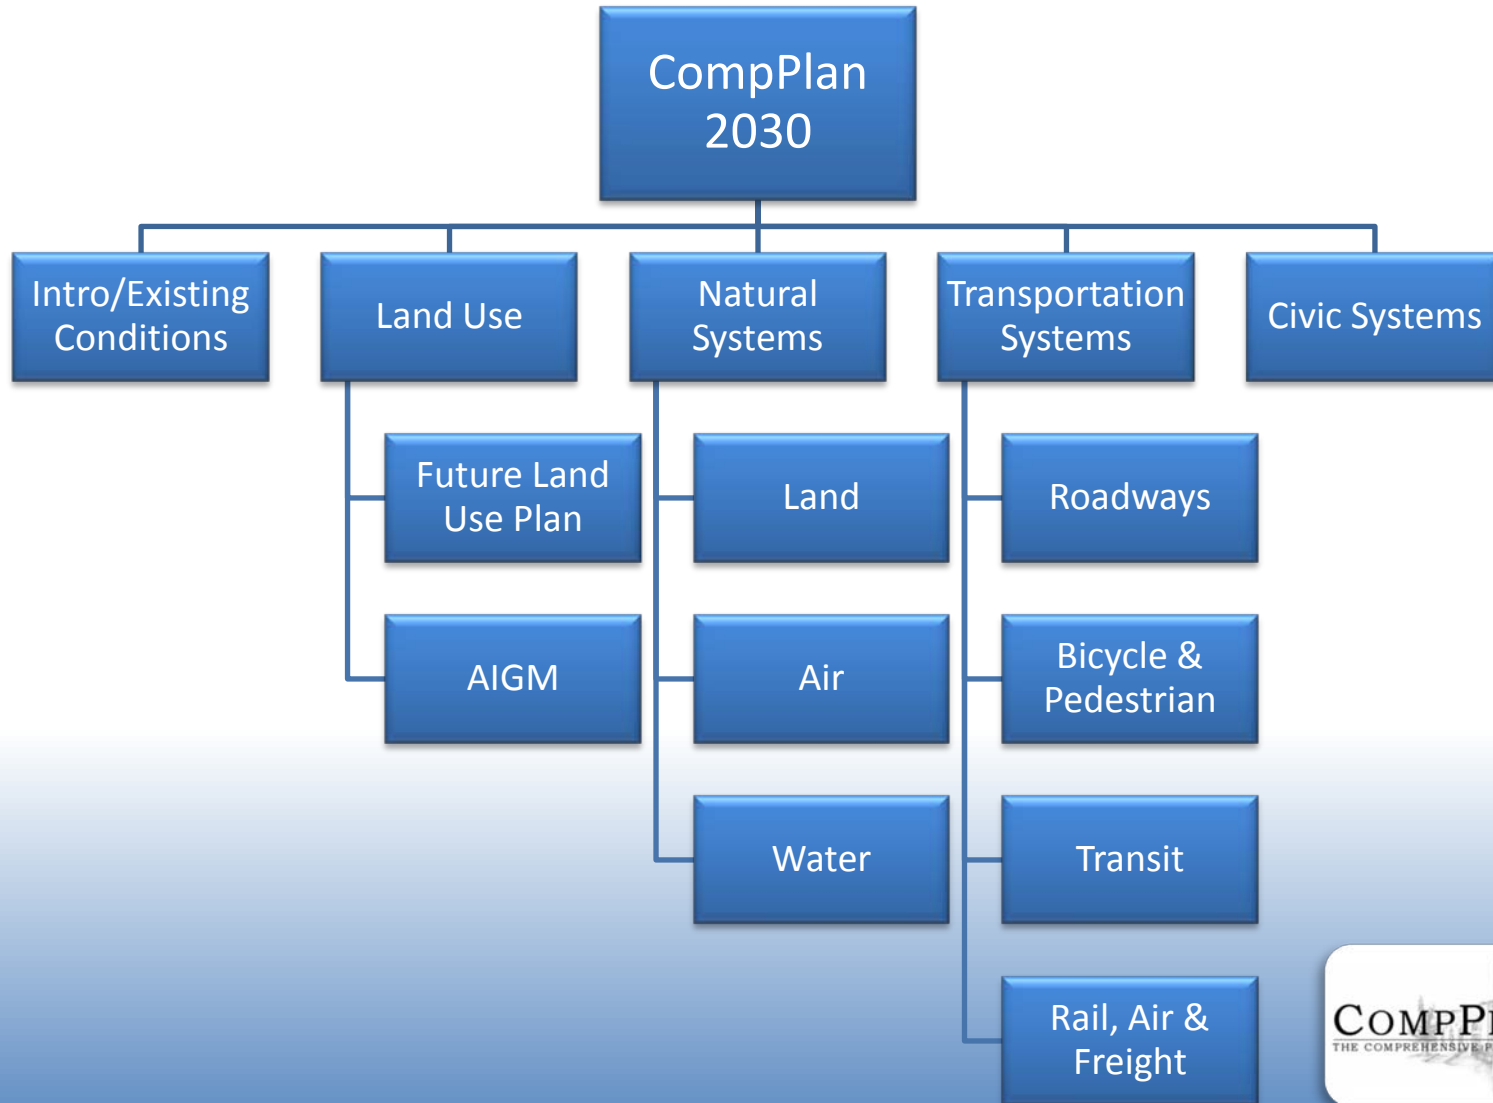 CompPlan
2030
Intro/Existing
Conditions
Land Use
Natural
Systems
Transportation
Systems
Civic Systems
Future Land
Use Plan
Land
Roadways
AIGM
Air
Bicycle &
Pedestrian
Water
Transit
Rail, Air &
Freight
THE COMPREHENSIVE